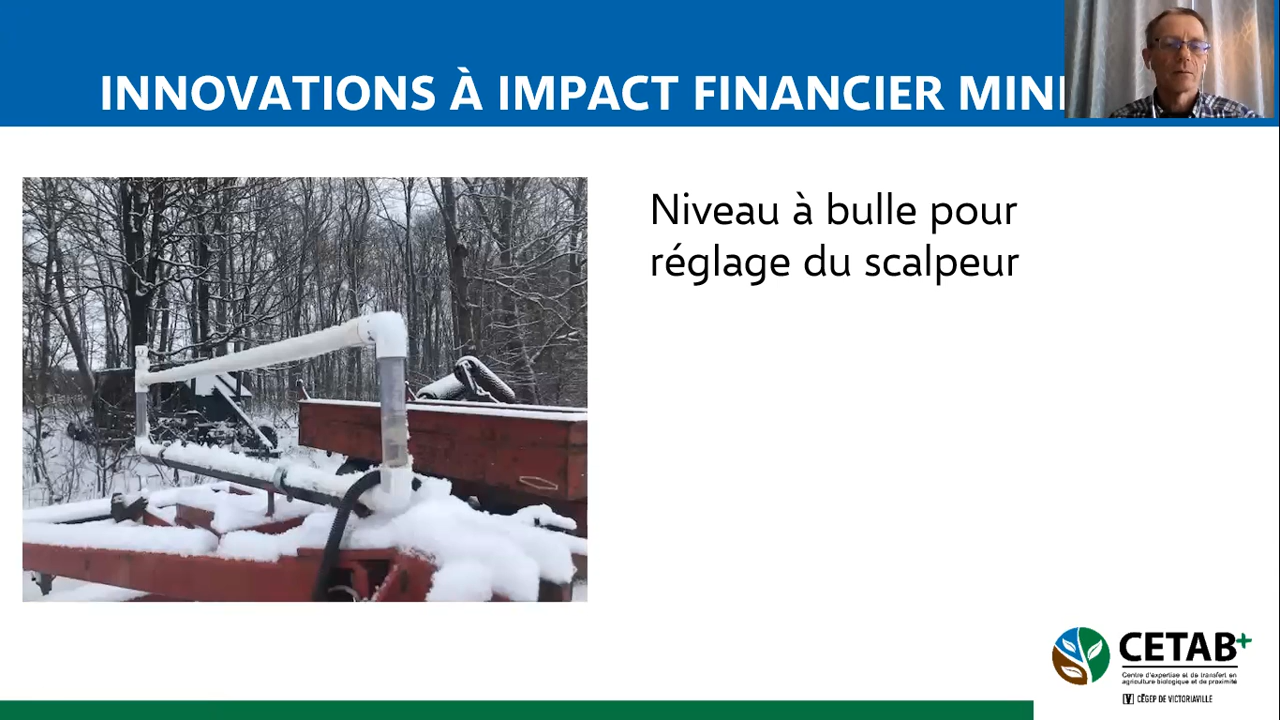 INNOVATIONS À IMPACT FINANCIER MINI
Niveau à bulle pour
réglage du scalpeur
CETAB+
Centre d'expertise et de transfert en
agriculture biologique et de proximité
CÉGEP DE VICTORIAVILLE